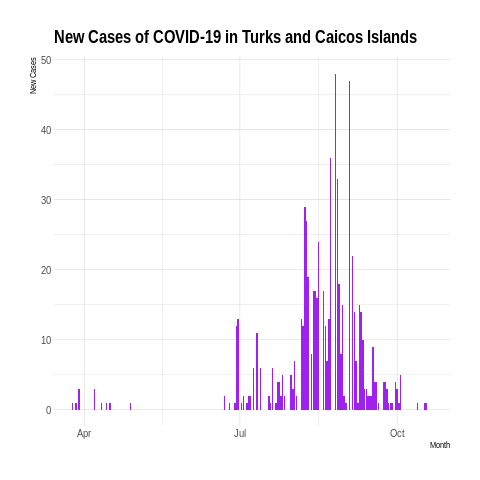 New Cases of COVID-19 in Turks and Caicos Islands
New Cases
50
40
30
20
10
0
Apr
Jul
Oct
Month